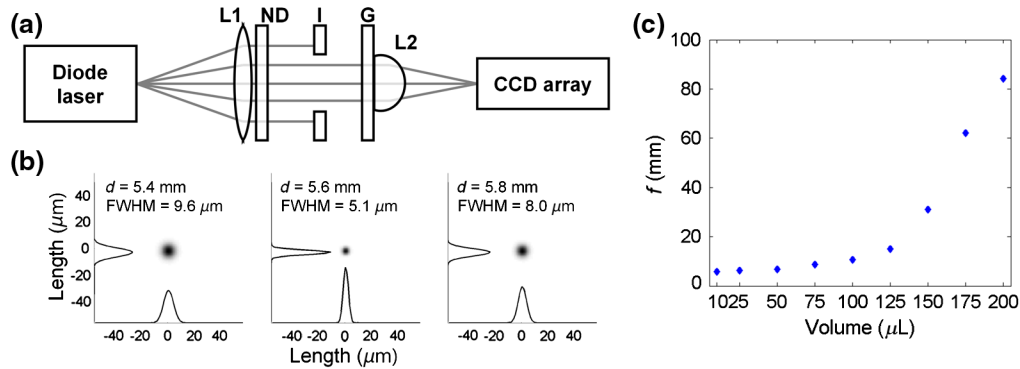 (a)
L1 ND I G
L2
Diode
laser
CCD array
(b)
d = 5.4 mm
FWHM = 9.6 μm
d = 5.6 mm
FWHM = 5.1 μm
d = 5.8 mm
FWHM = 8.0 μm
Length (μm)
40
20
0
-20
-40
-40 -20 0 20 40
-40 -20 0 20 40
-40 -20 0 20 40
Length (μm)
(c)
f (mm)
100
80
60
40
20
0
10 25 50 75 100 125 150 175 200
Volume (μL)